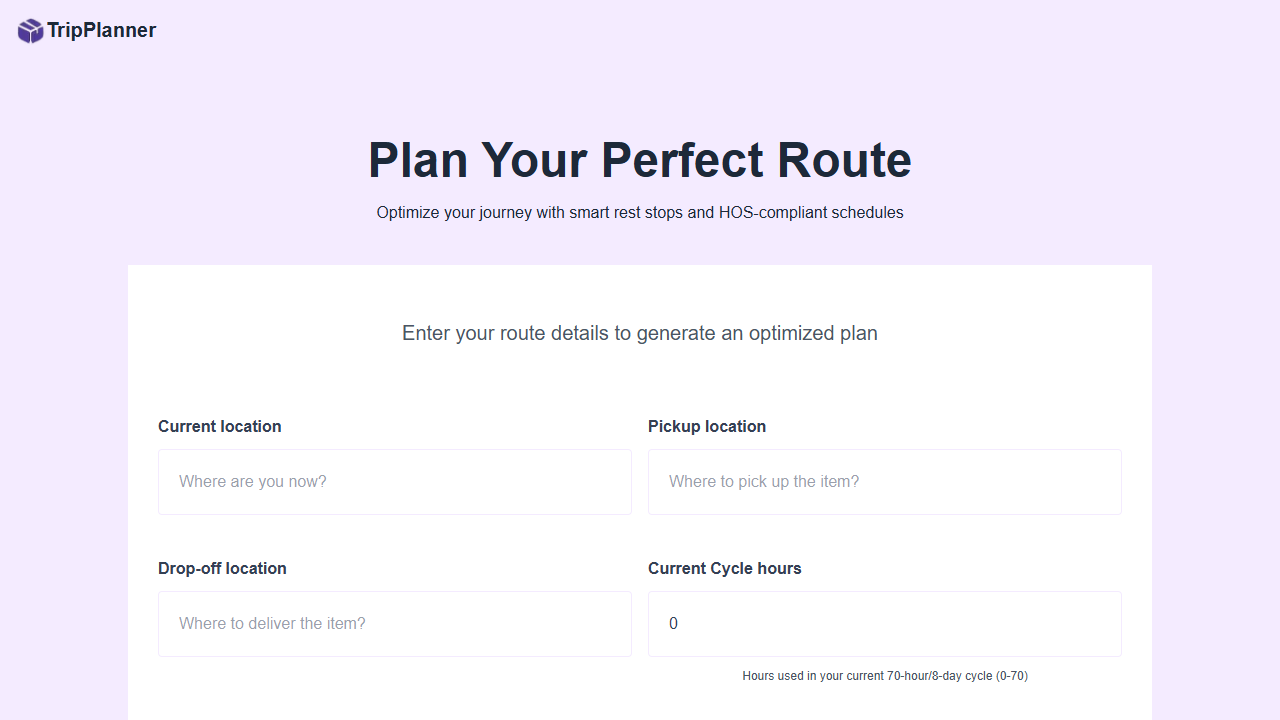 TripPlanner
Plan Your Perfect Route
Optimize your journey with smart rest stops and HOS-compliant schedules
Enter your route details to generate an optimized plan
Current location
Pickup location
Where are you now?
Where to pick up the item?
Drop-off location
Current Cycle hours
Where to deliver the item?
0
Hours used in your current 70-hour/8-day cycle (0-70)